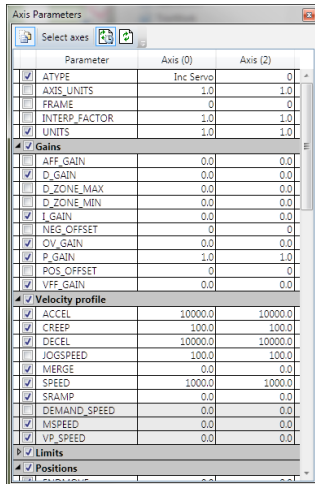 Axis Parameters
Select axes
Parameter Axis (0) Axis (2)
ATYPE Inc Servo 0
AXIS_UNITS 1.0 1.0
FRAME 0 0
INTERP_FACTOR 1.0 1.0
UNITS 1.0 1.0
Gains
AFF_GAIN 0.0 0.0
D_GAIN 0.0 0.0
D_ZONE_MAX 0.0 0.0
D_ZONE_MIN 0.0 0.0
I_GAIN 0.0 0.0
NEG_OFFSET 0 0
OV_GAIN 0.0 0.0
P_GAIN 1.0 1.0
POS_OFFSET 0 0
VFF_GAIN 0.0 0.0
Velocity profile
ACCEL 10000.0 10000.0
CREEP 100.0 100.0
DECEL 10000.0 10000.0
JOGSPEED 100.0 100.0
MERGE 0.0 0.0
SPEED 1000.0 1000.0
SRAMP 0.0 0.0
DEMAND_SPEED 0.0 0.0
MSPEED 0.0 0.0
VP_SPEED 0.0 0.0
Limits
Positions